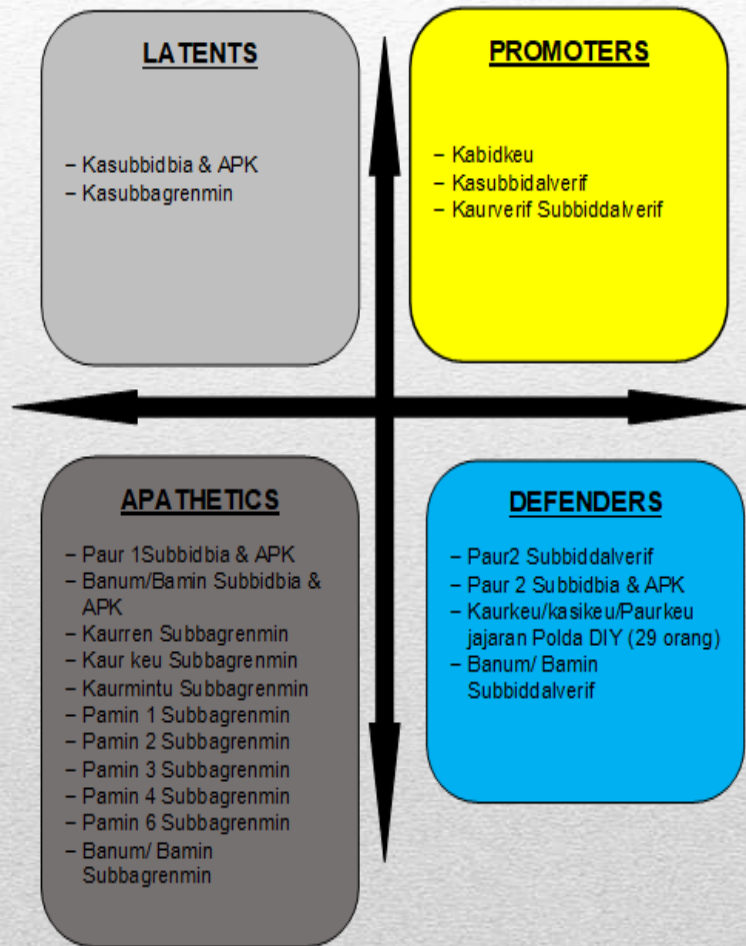 LATENTS
– Kasubbidbia & APK
– Kasubbagrenmin
PROMOTERS
– Kabidkeu
– Kasubbidalverif
– Kaurverif Subbiddalverif
APATHETICS
– Paur 1Subbidbia & APK
– Banum/Bamin Subbidbia &
APK
– Kaurren Subbagrenmin
– Kaur keu Subbagrenmin
– Kaurmintu Subbagrenmin
– Pamin 1 Subbagrenmin
– Pamin 2 Subbagrenmin
– Pamin 3 Subbagrenmin
– Pamin 4 Subbagrenmin
– Pamin 6 Subbagrenmin
– Banum/ Bamin
Subbagrenmin
DEFENDERS
– Paur2 Subbiddalverif
– Paur 2 Subbidbia & APK
– Kaurkeu/kasikeu/Paurkeu
jajaran Polda DIY (29 orang)
– Banum/ Bamin
Subbiddalverif